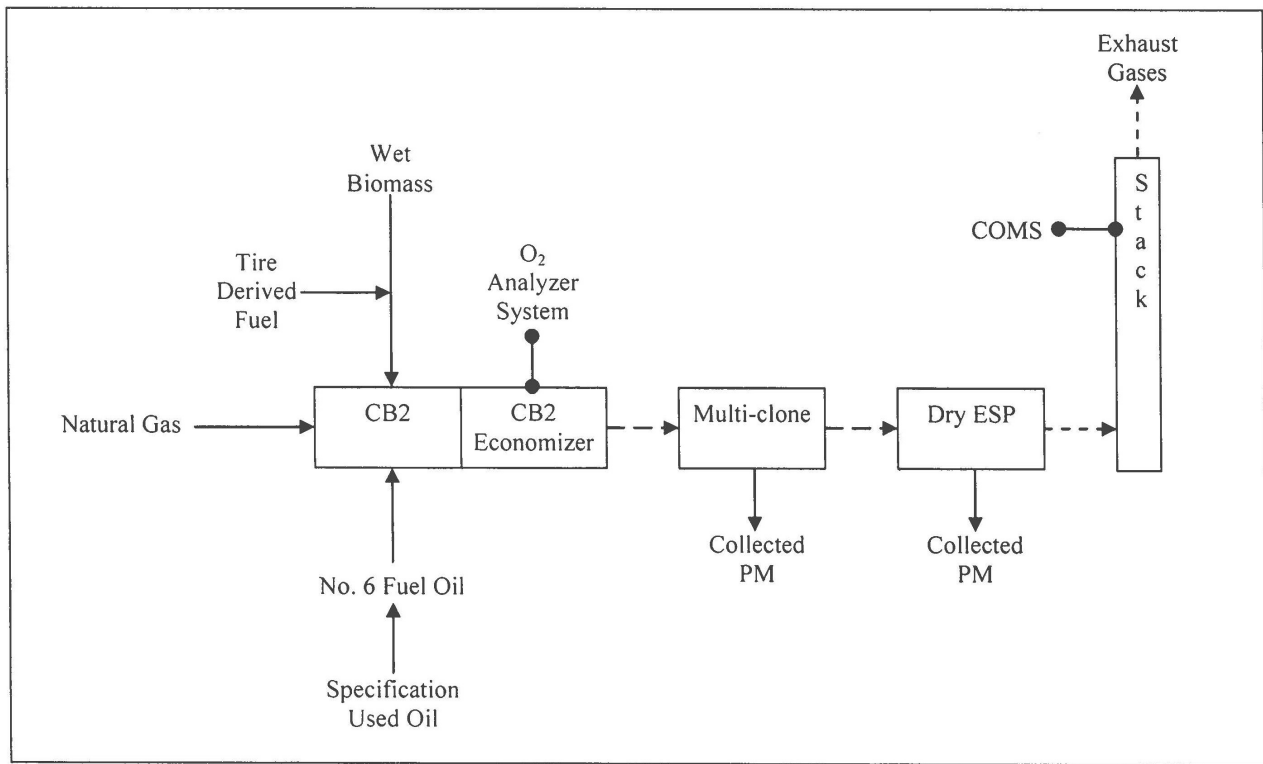 Exhaust
Gases
Wet
Biomass
Stack
COMS
O₂
Analyzer
System
Tire
Derived
Fuel
Natural Gas
CB2
CB2
Economizer
Multi-clone
Dry ESP
Collected
PM
Collected
PM
No. 6 Fuel Oil
Specification
Used Oil